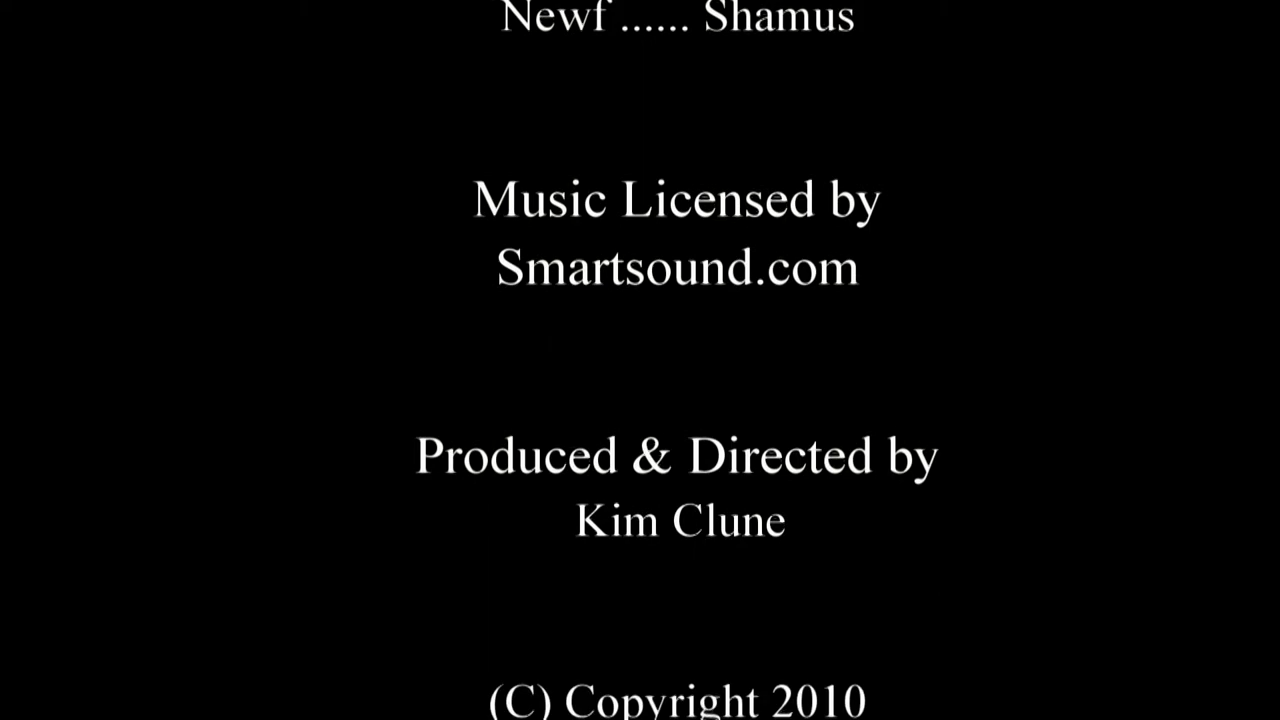 Newf ...... Shamus
Music Licensed by
Smartsound.com
Produced & Directed by
Kim Clune
(C) Copyright 2010